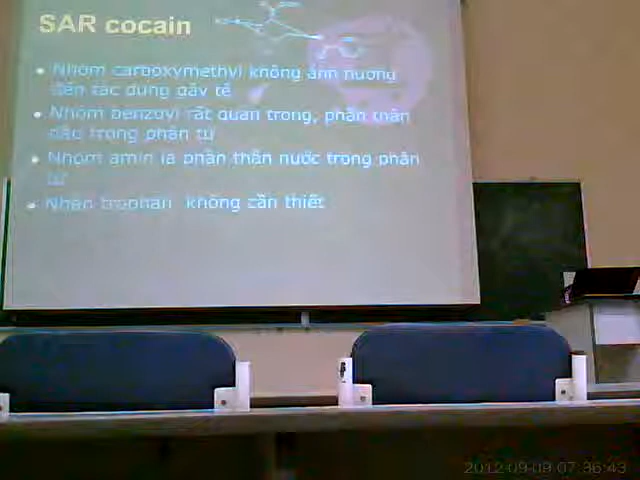 SAR cocain
• Nhóm carboxymethyl không ảnh hưởng
đến tác dụng gây tê
• Nhóm benzoyl rất quan trọng, phần thân
dầu trong phân tử
• Nhóm amin là phần thân nước trong phân
tử
• Nhân trophan không cần thiết
2012-09-09 07:36:43